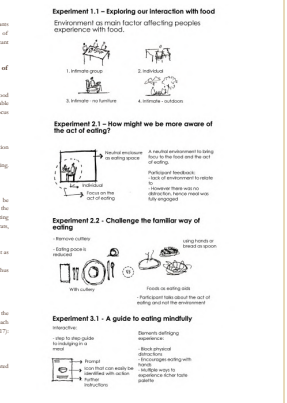 Experiment 1.1 – Exploring our interaction with food
Environment as main factor affecting peoples
experience with food.
1. Intimate group
2. Individual
3. Intimate - no furniture
4. Intimate - outdoor
Experiment 2.1 – How might we be more aware of
the act of eating?
Neutral enclosure
as eating space
Individual
Focus on the
act of eating
A neutral environment to bring
focus to the food and the act
of eating.
Participant feedback:
- lack of environment to relate
to
- However there was no
distraction, hence meal was
fully engaged
Experiment 2.2 - Challenge the familiar way of
eating
- Remove cutlery
- Eating pace is
reduced
using hands or
bread as spoon
VS
With cutlery
Foods as eating aids
- Participant talks about the act of
eating and not the environment
Experiment 3.1 - A guide to eating mindfully
Interactive:
- step to step guide
to indulging in a
meal
Prompt
Icon that can easily be
identified with action
Further
instructions
Elements defining
experience:
- Block physical
distractions
- Encourages eating with
hands
- Multiple ways to
experience richer taste
palette